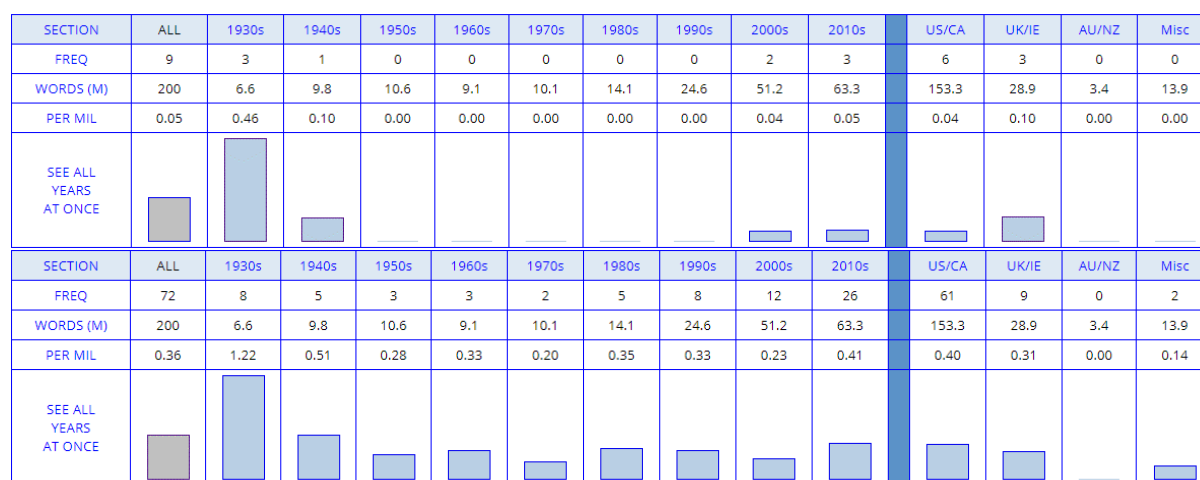 SECTION ALL 1930s 1940s 1950s 1960s 1970s 1980s 1990s 2000s 2010s US/CA UK/IE AU/NZ Misc
FREQ 9 3 1 0 0 0 0 0 2 3 6 3 0 0
WORDS (M) 200 6.6 9.8 10.6 9.1 10.1 14.1 24.6 51.2 63.3 153.3 28.9 3.4 13.9
PER MIL 0.05 0.46 0.10 0.00 0.00 0.00 0.00 0.00 0.04 0.05 0.04 0.10 0.00 0.00
SEE ALL
YEARS
AT ONCE
SECTION ALL 1930s 1940s 1950s 1960s 1970s 1980s 1990s 2000s 2010s US/CA UK/IE AU/NZ Misc
FREQ 72 8 5 3 3 2 5 8 12 26 61 9 0 2
WORDS (M) 200 6.6 9.8 10.6 9.1 10.1 14.1 24.6 51.2 63.3 153.3 28.9 3.4 13.9
PER MIL 0.36 1.22 0.51 0.28 0.33 0.20 0.35 0.33 0.23 0.41 0.40 0.31 0.00 0.14
SEE ALL
YEARS
AT ONCE